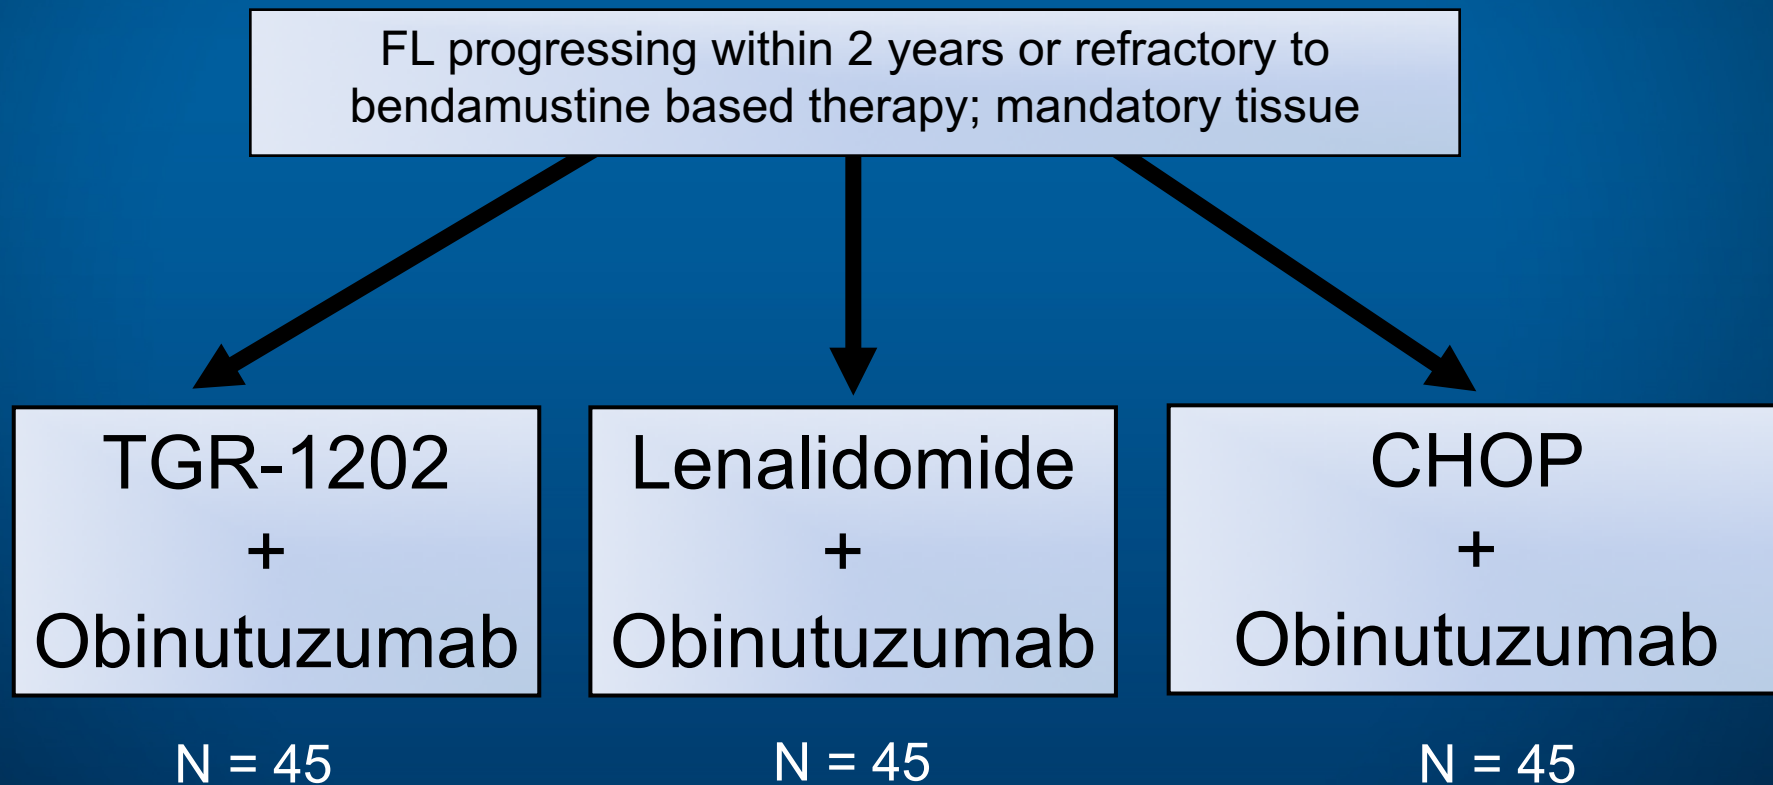 FL progressing within 2 years or refractory to
bendamustine based therapy; mandatory tissue
TGR-1202
+
Obinutuzumab
N = 45
Lenalidomide
+
Obinutuzumab
N = 45
CHOP
+
Obinutuzumab
N = 45